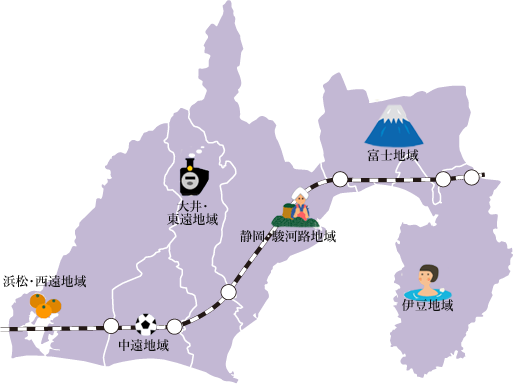 富士地域
大井・
東遠地域
静岡・駿河路地域
浜松・西遠地域
伊豆地域
中遠地域